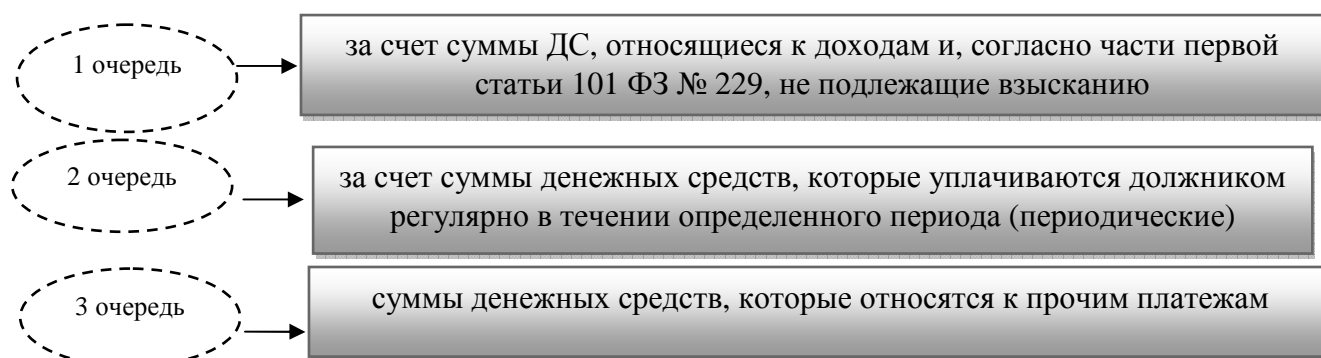 1 очередь
за счет суммы ДС, относящиеся к доходам и, согласно части первой
статьи 101 ФЗ № 229, не подлежащие взысканию
2 очередь
за счет суммы денежных средств, которые уплачиваются должником
регулярно в течении определенного периода (периодические)
3 очередь
суммы денежных средств, которые относятся к прочим платежам